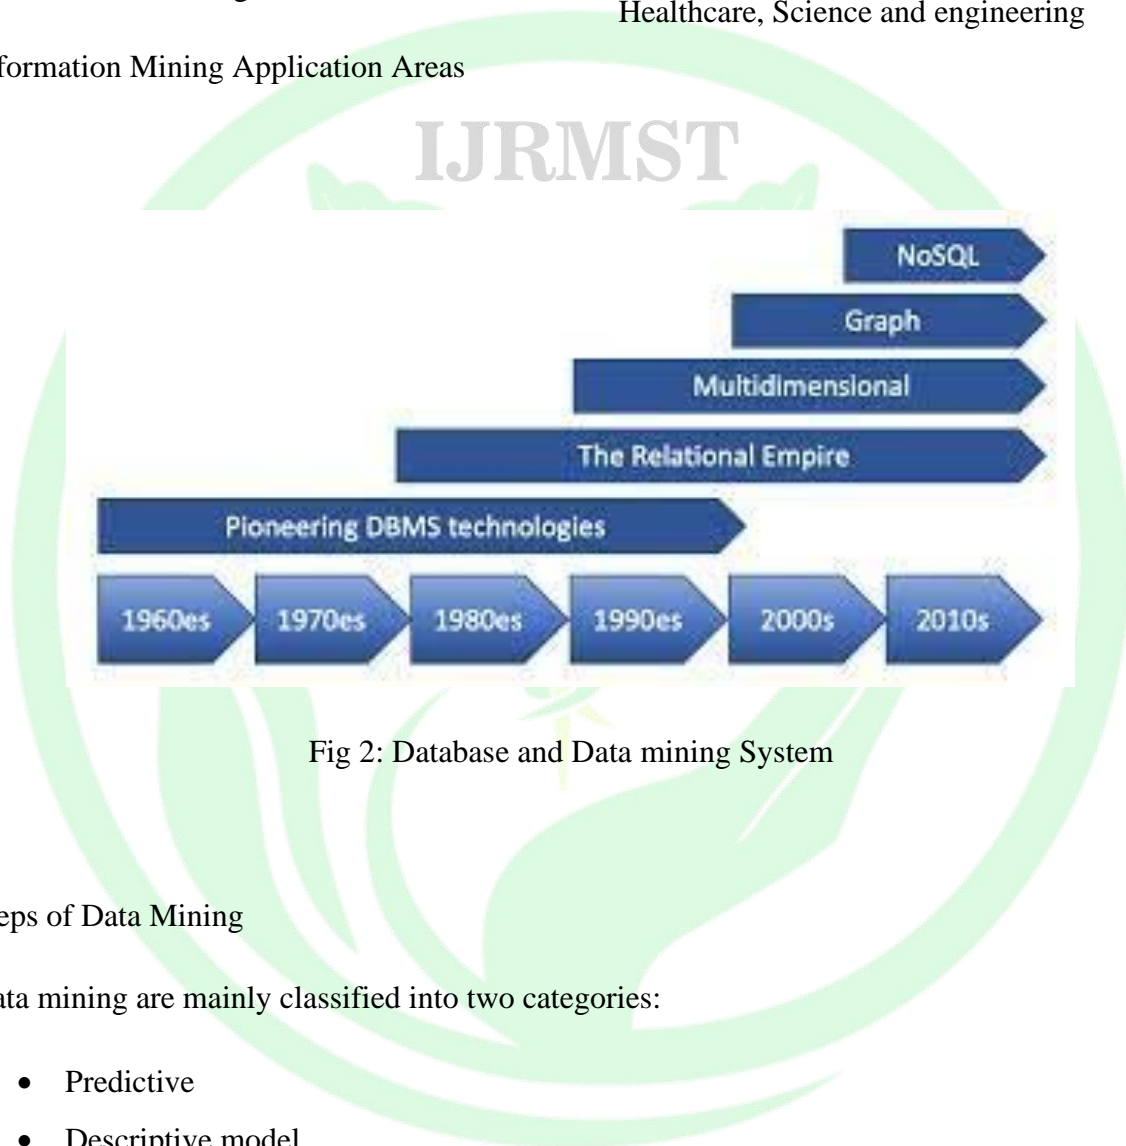 Healthcare, Science and engineering
formation Mining Application Areas
IJRMST
NoSQL
Graph
Multidimensional
The Relational Empire
Pioneering DBMS technologies
1960es 1970es 1980es 1990es 2000s 2010s
Fig 2: Database and Data mining System
eps of Data Mining
ata mining are mainly classified into two categories:
• Predictive
• Descriptive model